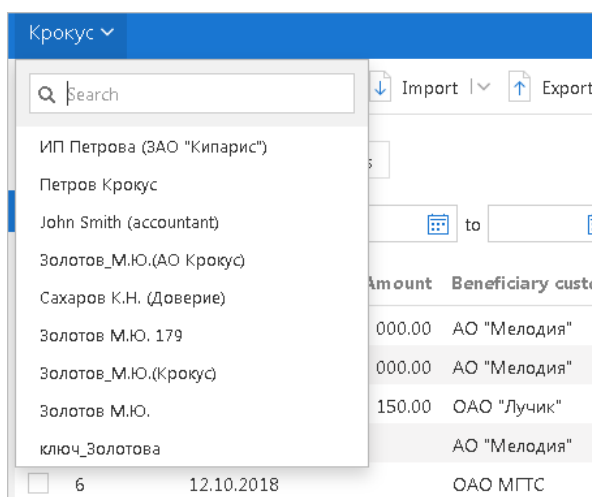 Крокус
Search
Import
Export
ИП Петрова (ЗАО "Кипарис")
Петров Крокус
John Smith (accountant)
to
Золотов_М.Ю.(АО Крокус)
Сахаров К.Н. (Доверие)
Amount Beneficiary custo
Золотов М.Ю. 179
000.00 АО "Мелодия"
Золотов_М.Ю.(Крокус)
000.00 АО "Мелодия"
Золотов М.Ю.
150.00 ОАО "Лучик"
ключ_Золотова
АО "Мелодия"
6 12.10.2018 ОАО МГТС